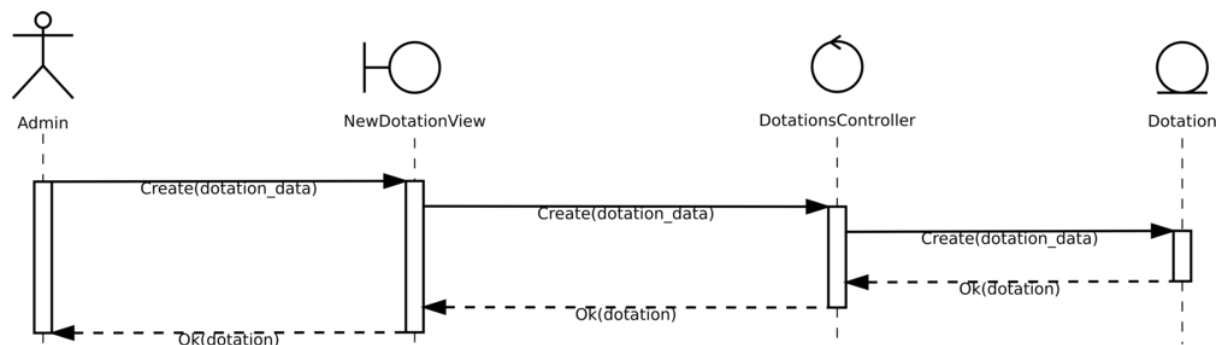 Admin
NewDotationView
DotationsController
Dotation
Create(dotation_data)
Create(dotation_data)
Create(dotation_data)
Ok(dotation)
Ok(dotation)
Ok(dotation)